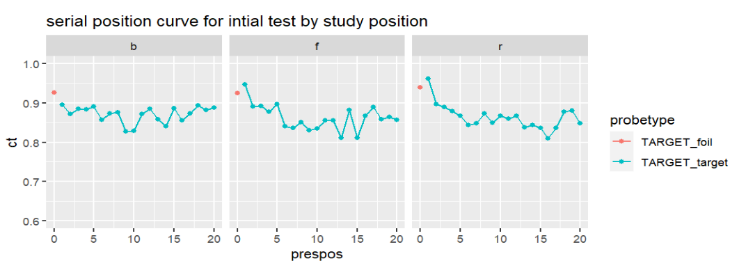 serial position curve for intial test by study position
b f r
1.0
0.9
0.8
0.7
0.6
ct
0 5 10 15 20 0 5 10 15 20 0 5 10 15 20
prespos
probetype
TARGET_foil
TARGET_target